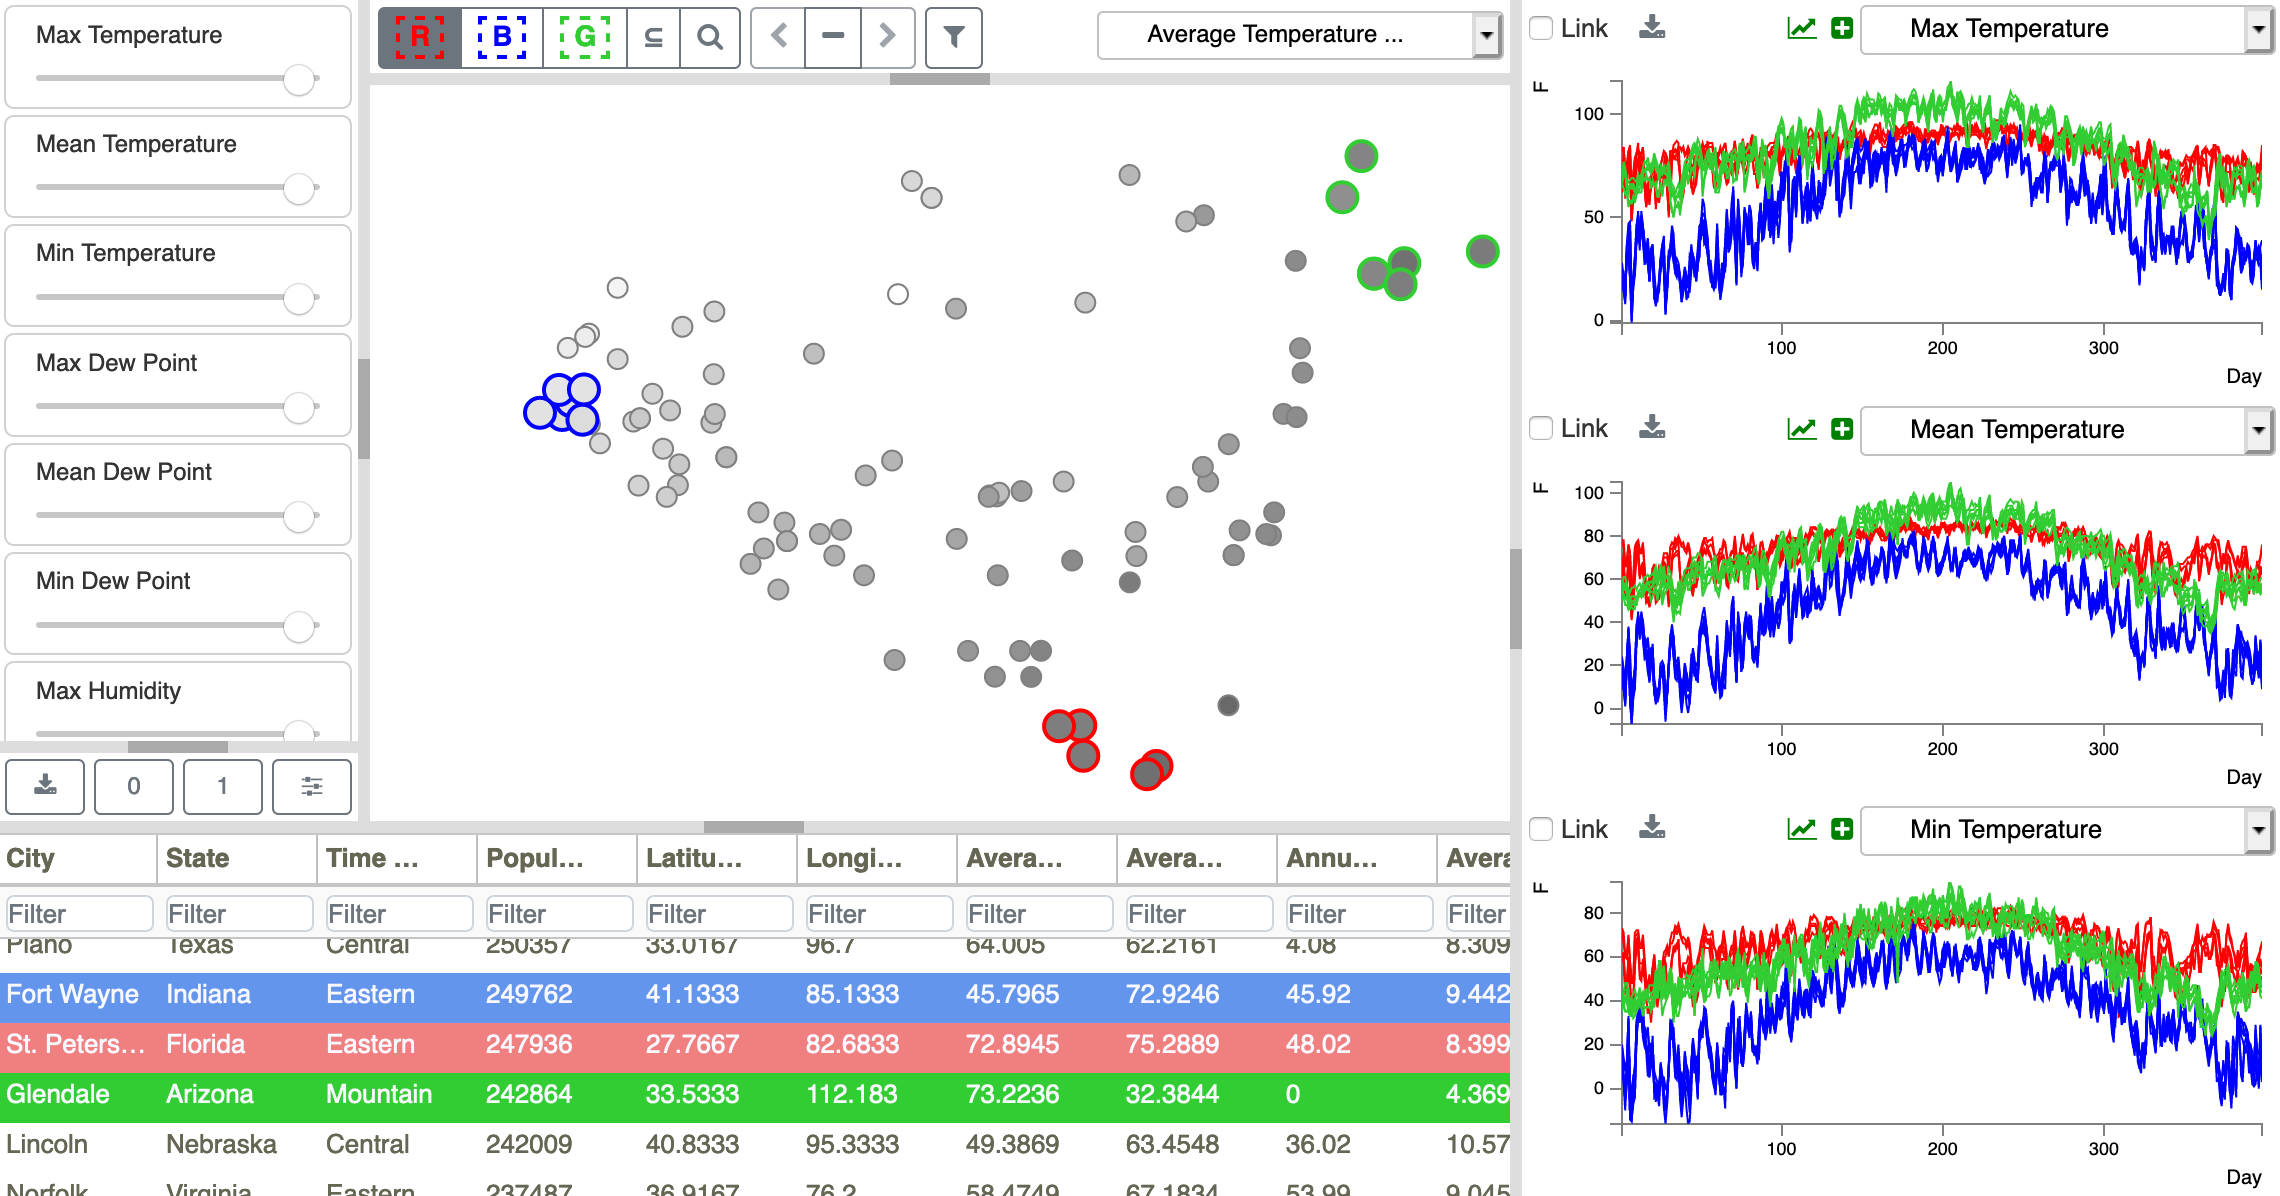 Max Temperature
Mean Temperature
Min Temperature
Max Dew Point
Mean Dew Point
Min Dew Point
Max Humidity
0 1
R B G ⊆
Average Temperature ...
City State Time ... Popul... Latitu... Longi... Avera... Avera... Annu... Avera
Filter Filter Filter Filter Filter Filter Filter Filter Filter Filter
Plano Texas Central 250357 33.0167 96.7 64.005 62.2161 4.08 8.309
Fort Wayne Indiana Eastern 249762 41.1333 85.1333 45.7965 72.9246 45.92 9.442
St. Peters... Florida Eastern 247936 27.7667 82.6833 72.8945 75.2889 48.02 8.399
Glendale Arizona Mountain 242864 33.5333 112.183 73.2236 32.3844 0 4.369
Lincoln Nebraska Central 242009 40.8333 95.3333 49.3869 63.4548 36.02 10.57
Norfolk Virginia Eastern 237487 36.9167 76.2 58.4749 67.1834 53.99 9.045
Link Max Temperature
F
100
50
0
100 200 300
Day
Link Mean Temperature
F
100
80
60
40
20
0
100 200 300
Day
Link Min Temperature
F
80
60
40
20
0
100 200 300
Day